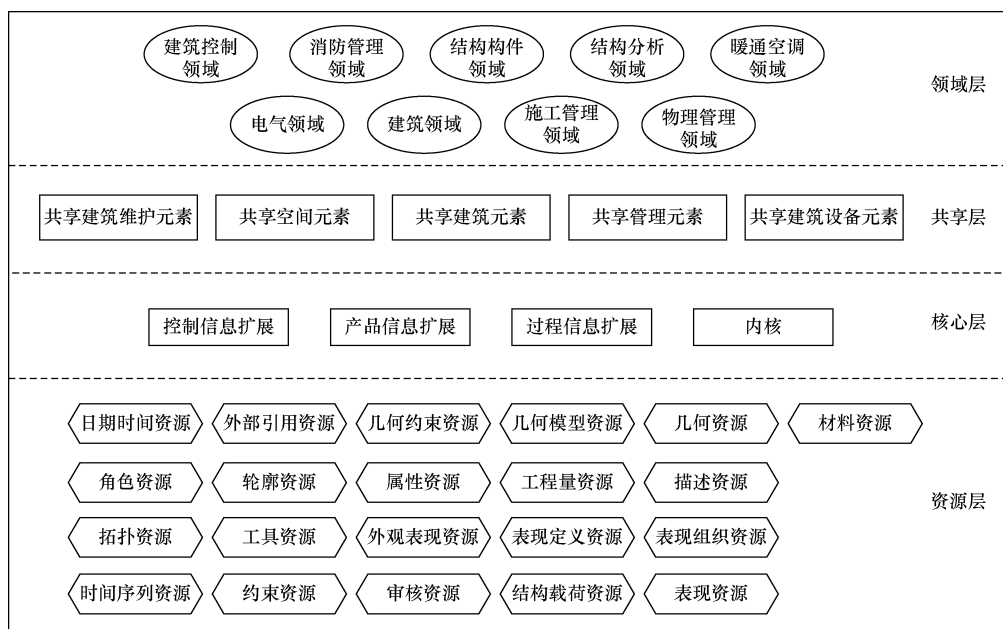 建筑控制
领域
消防管理
领域
结构构件
领域
结构分析
领域
暖通空调
领域
领域层
电气领域
建筑领域
施工管理
领域
物理管理
领域
共享建筑维护元素
共享空间元素
共享建筑元素
共享管理元素
共享建筑设备元素
共享层
控制信息扩展
产品信息扩展
过程信息扩展
内核
核心层
日期时间资源
外部引用资源
几何约束资源
几何模型资源
几何资源
材料资源
角色资源
轮廓资源
属性资源
工程量资源
描述资源
资源层
拓扑资源
工具资源
外观表现资源
表现定义资源
表现组织资源
时间序列资源
约束资源
审核资源
结构载荷资源
表现资源